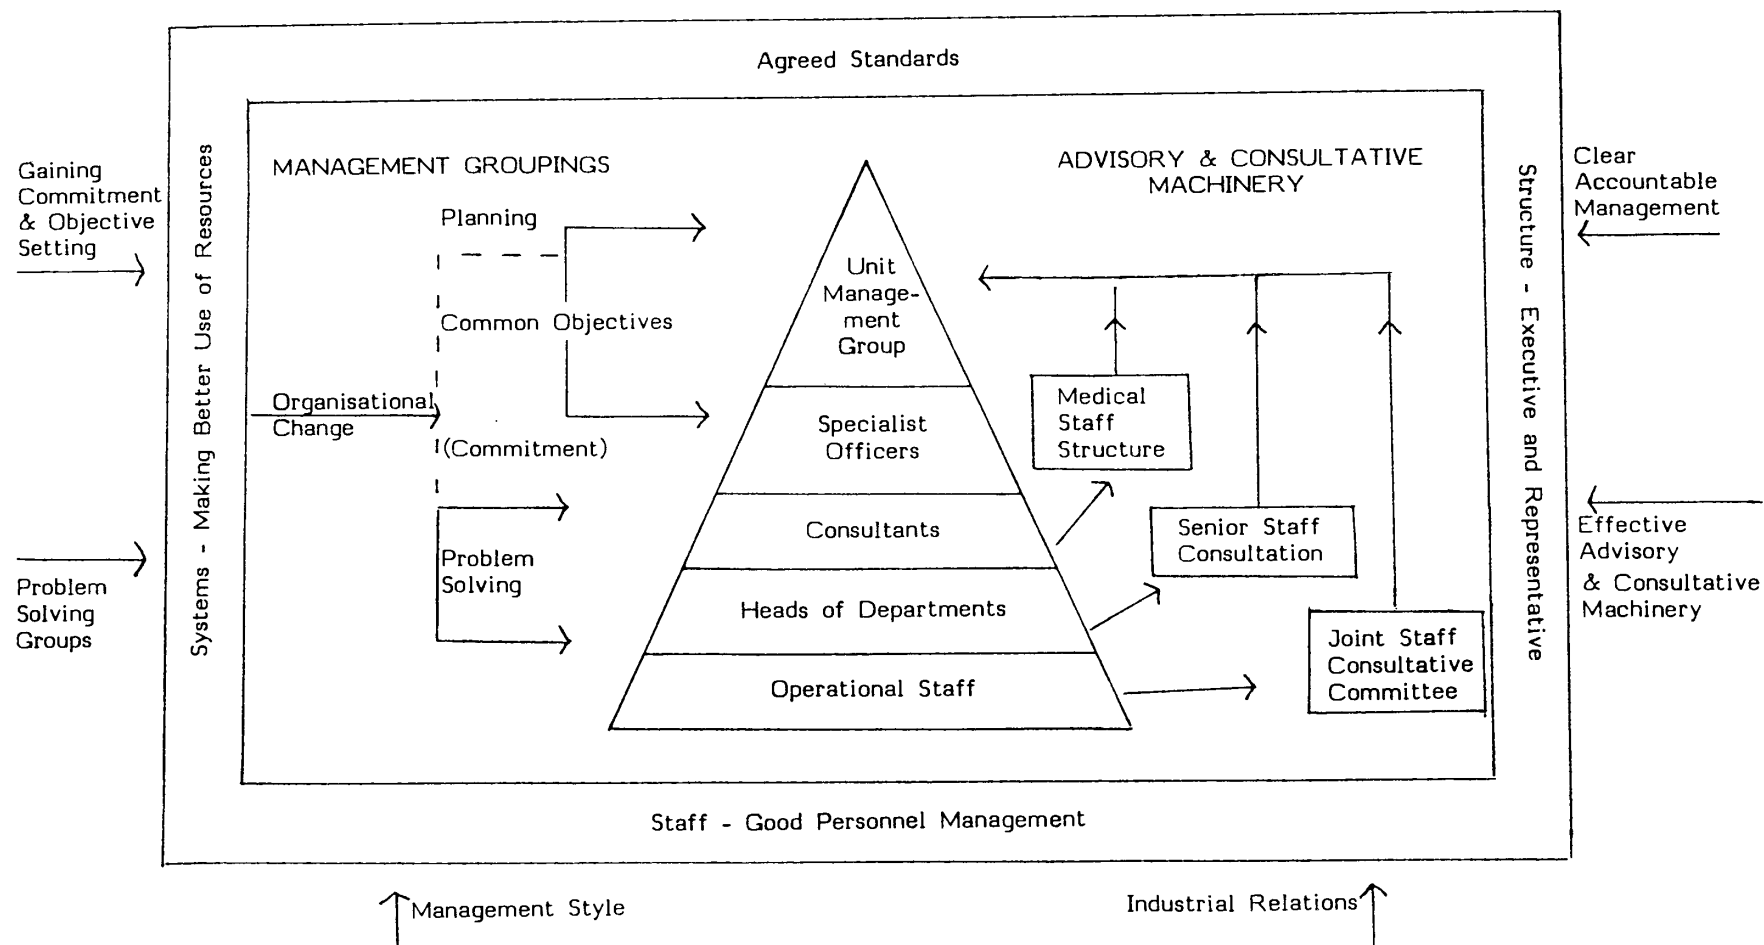 Agreed Standards
Gaining
Commitment
& Objective
Setting
Problem
Solving
Groups
Systems - Making Better Use of Resources
MANAGEMENT GROUPINGS
Planning
Common Objectives
Organisational
Change
(Commitment)
Problem
Solving
Unit
Manage-
ment
Group
Specialist
Officers
Consultants
Heads of Departments
Operational Staff
ADVISORY & CONSULTATIVE
MACHINERY
Medical
Staff
Structure
Senior Staff
Consultation
Joint Staff
Consultative
Committee
Structure - Executive and Representative
Clear
Accountable
Management
Effective
Advisory
& Consultative
Machinery
Staff - Good Personnel Management
Management Style
Industrial Relations